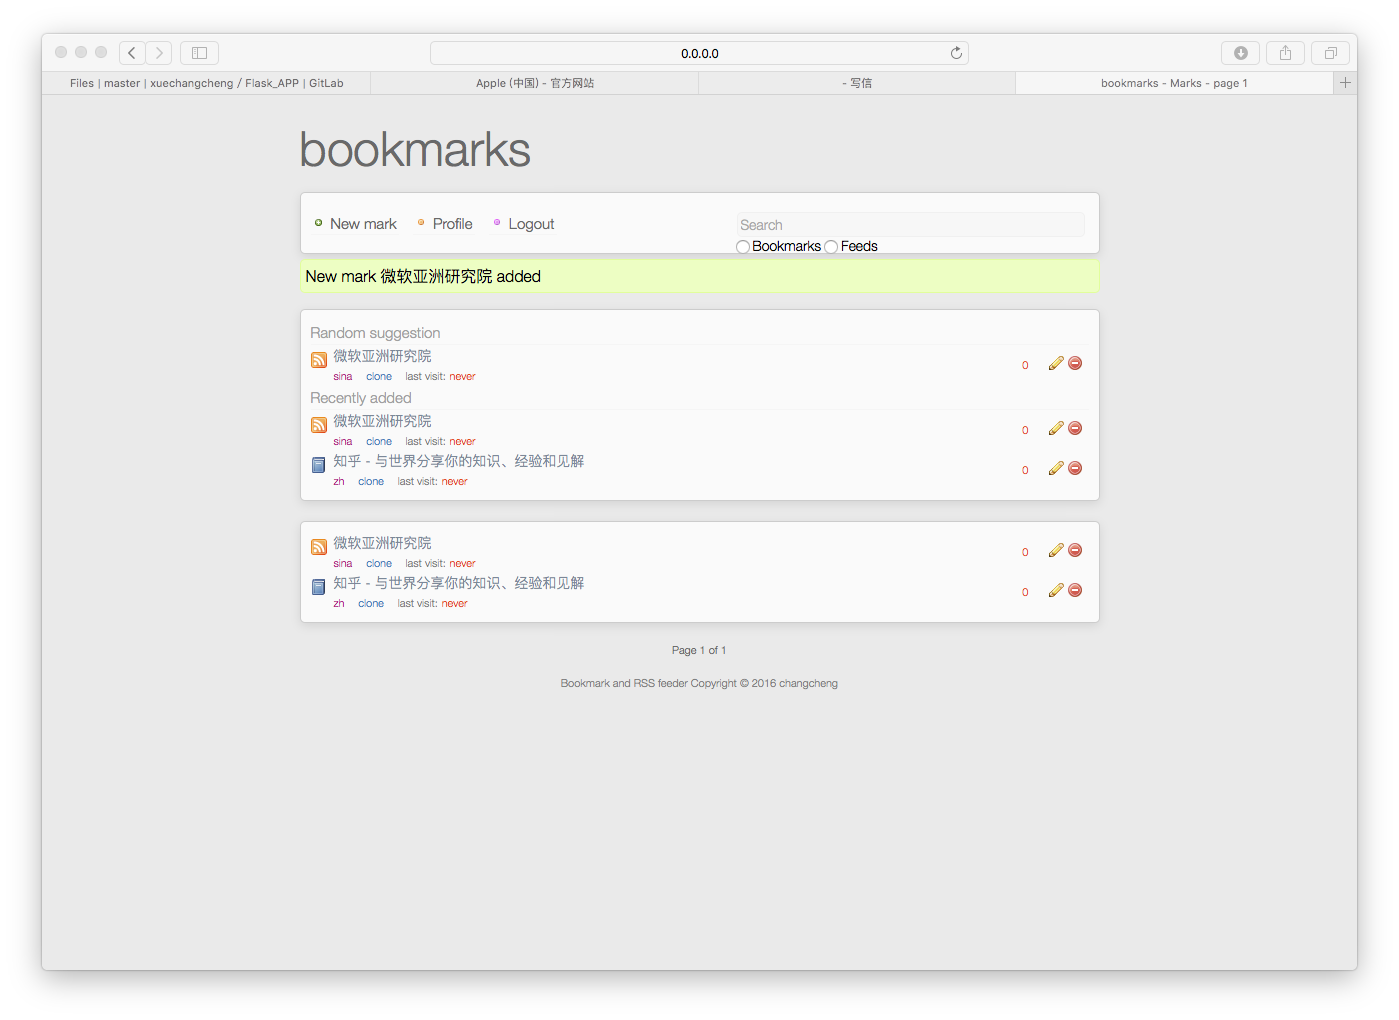 0.0.0.0
Files | master | xuechangcheng / Flask_APP | GitLab
Apple (中国) - 官方网站
- 写信
bookmarks - Marks - page 1
bookmarks
New mark
Profile
Logout
Search
Bookmarks
Feeds
New mark 微软亚洲研究院 added
Random suggestion
微软亚洲研究院
0
sina clone last visit: never
Recently added
微软亚洲研究院
0
sina clone last visit: never
知乎 - 与世界分享你的知识、经验和见解
0
zh clone last visit: never
微软亚洲研究院
0
sina clone last visit: never
知乎 - 与世界分享你的知识、经验和见解
0
zh clone last visit: never
Page 1 of 1
Bookmark and RSS feeder Copyright © 2016 changcheng